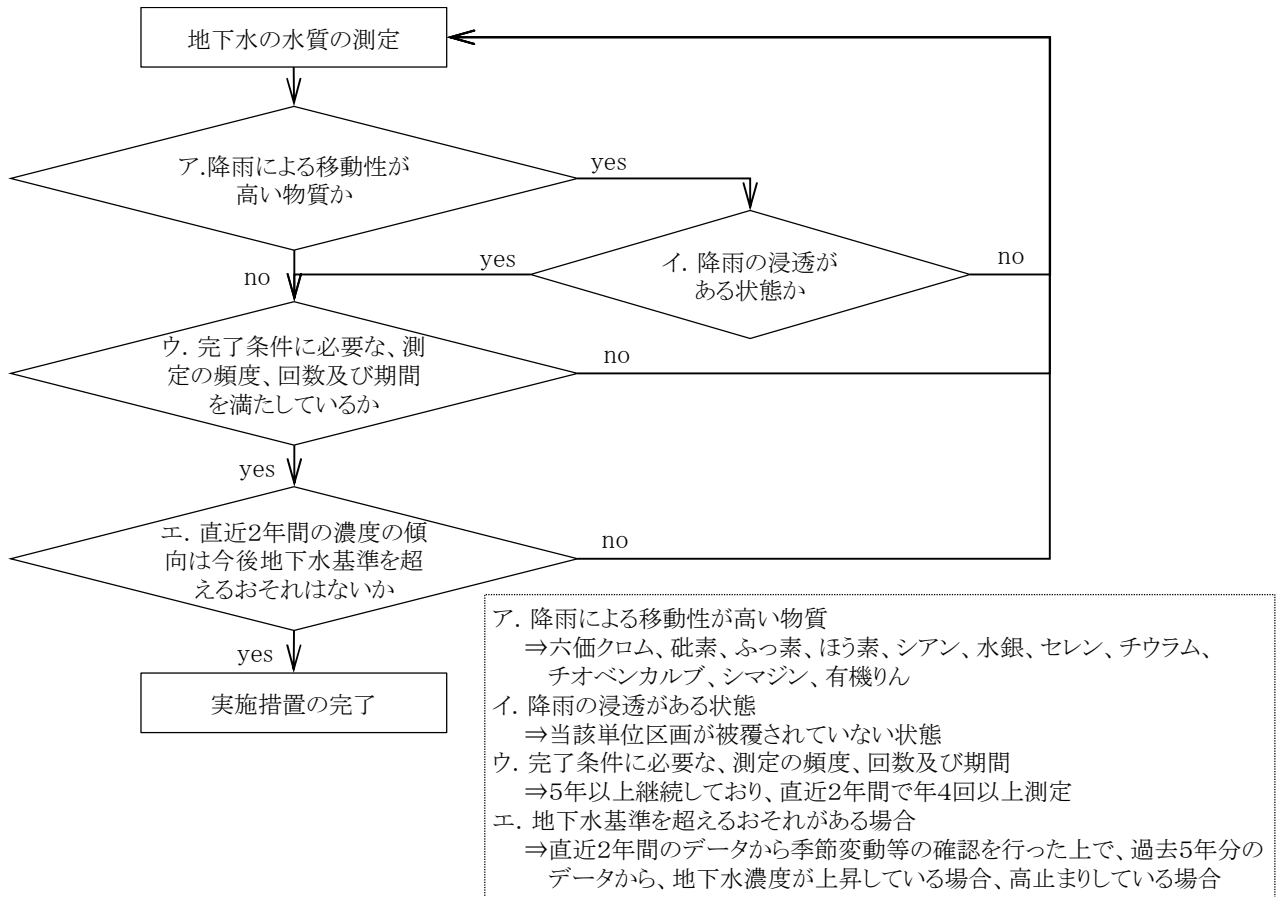 地下水の水質の測定
ア.降雨による移動性が
高い物質か
yes
イ. 降雨の浸透が
ある状態か
yes
no
no
ウ. 完了条件に必要な、測
定の頻度、回数及び期間
を満たしているか
no
yes
エ. 直近2年間の濃度の傾
向は今後地下水基準を超
えるおそれはないか
no
yes
実施措置の完了
ア. 降雨による移動性が高い物質
⇒六価クロム、砒素、ふっ素、ほう素、シアン、水銀、セレン、チウラム、
チオベンカルブ、シマジン、有機りん
イ. 降雨の浸透がある状態
⇒当該単位区画が被覆されていない状態
ウ. 完了条件に必要な、測定の頻度、回数及び期間
⇒5年以上継続しており、直近2年間で年4回以上測定
エ. 地下水基準を超えるおそれがある場合
⇒直近2年間のデータから季節変動等の確認を行った上で、過去5年分の
データから、地下水濃度が上昇している場合、高止まりしている場合